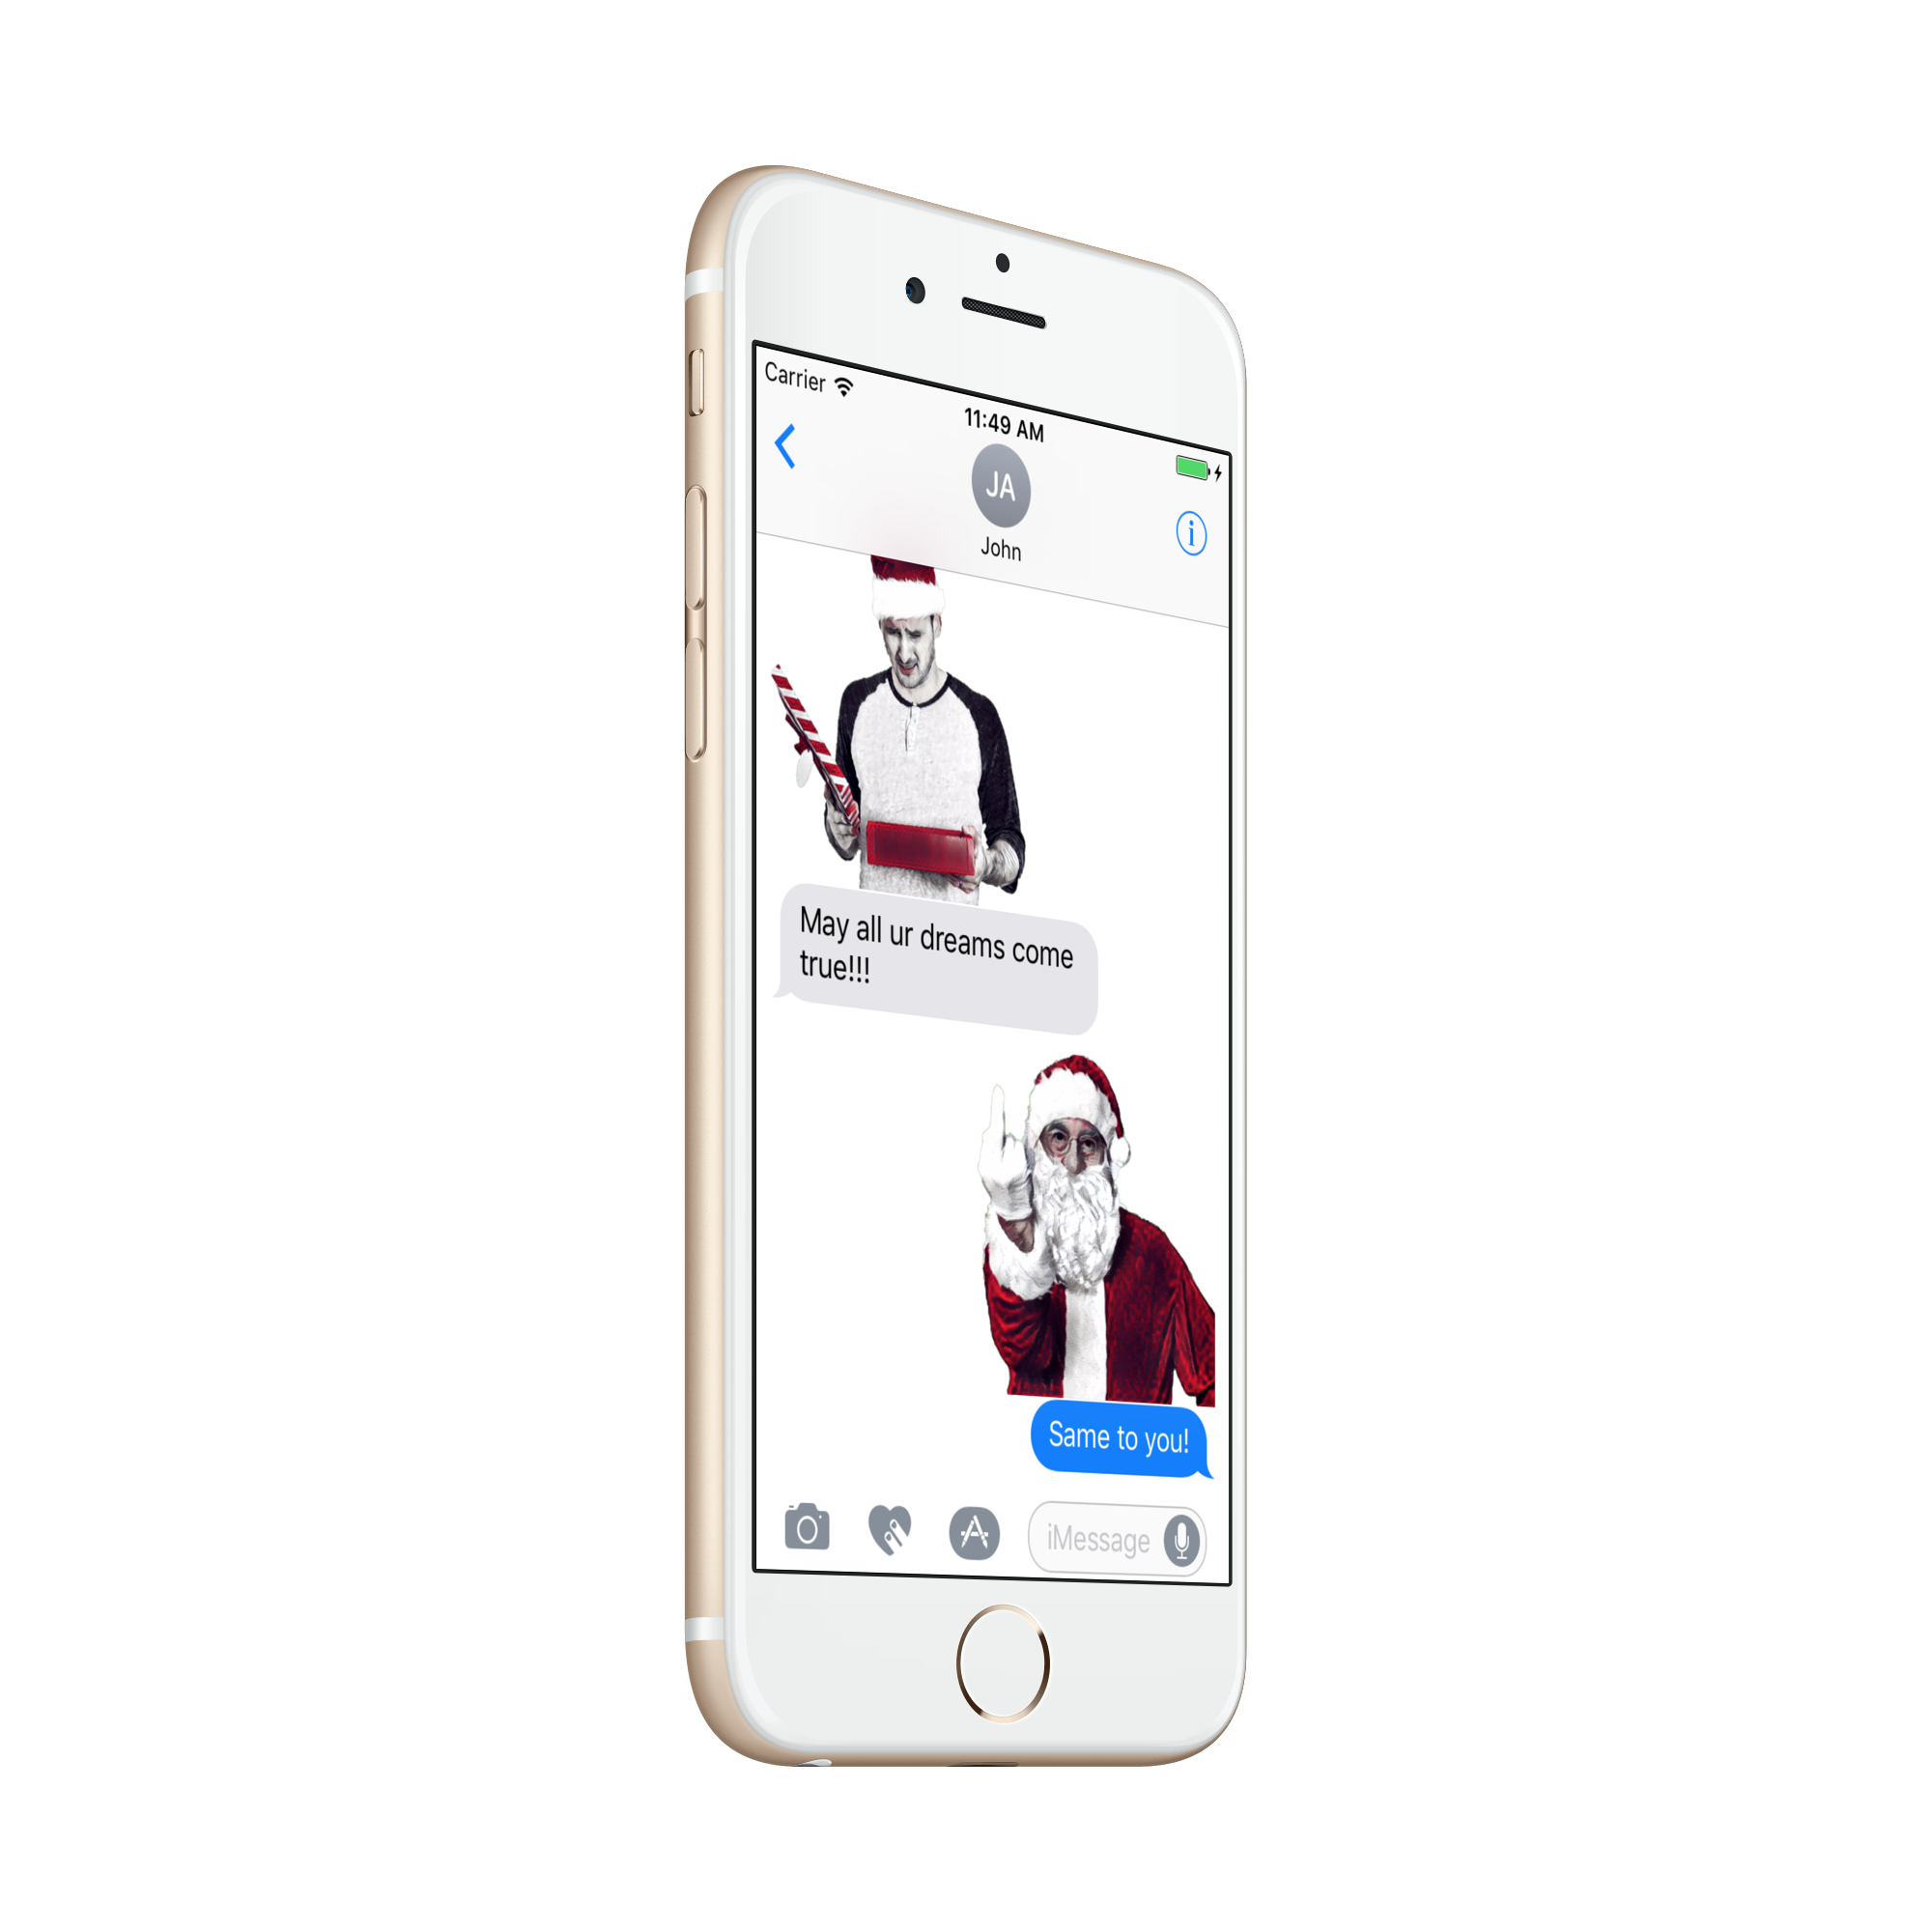 Carrier
11:49 AM
JA
John
May all ur dreams come
true!!!
Same to you!
iMessage